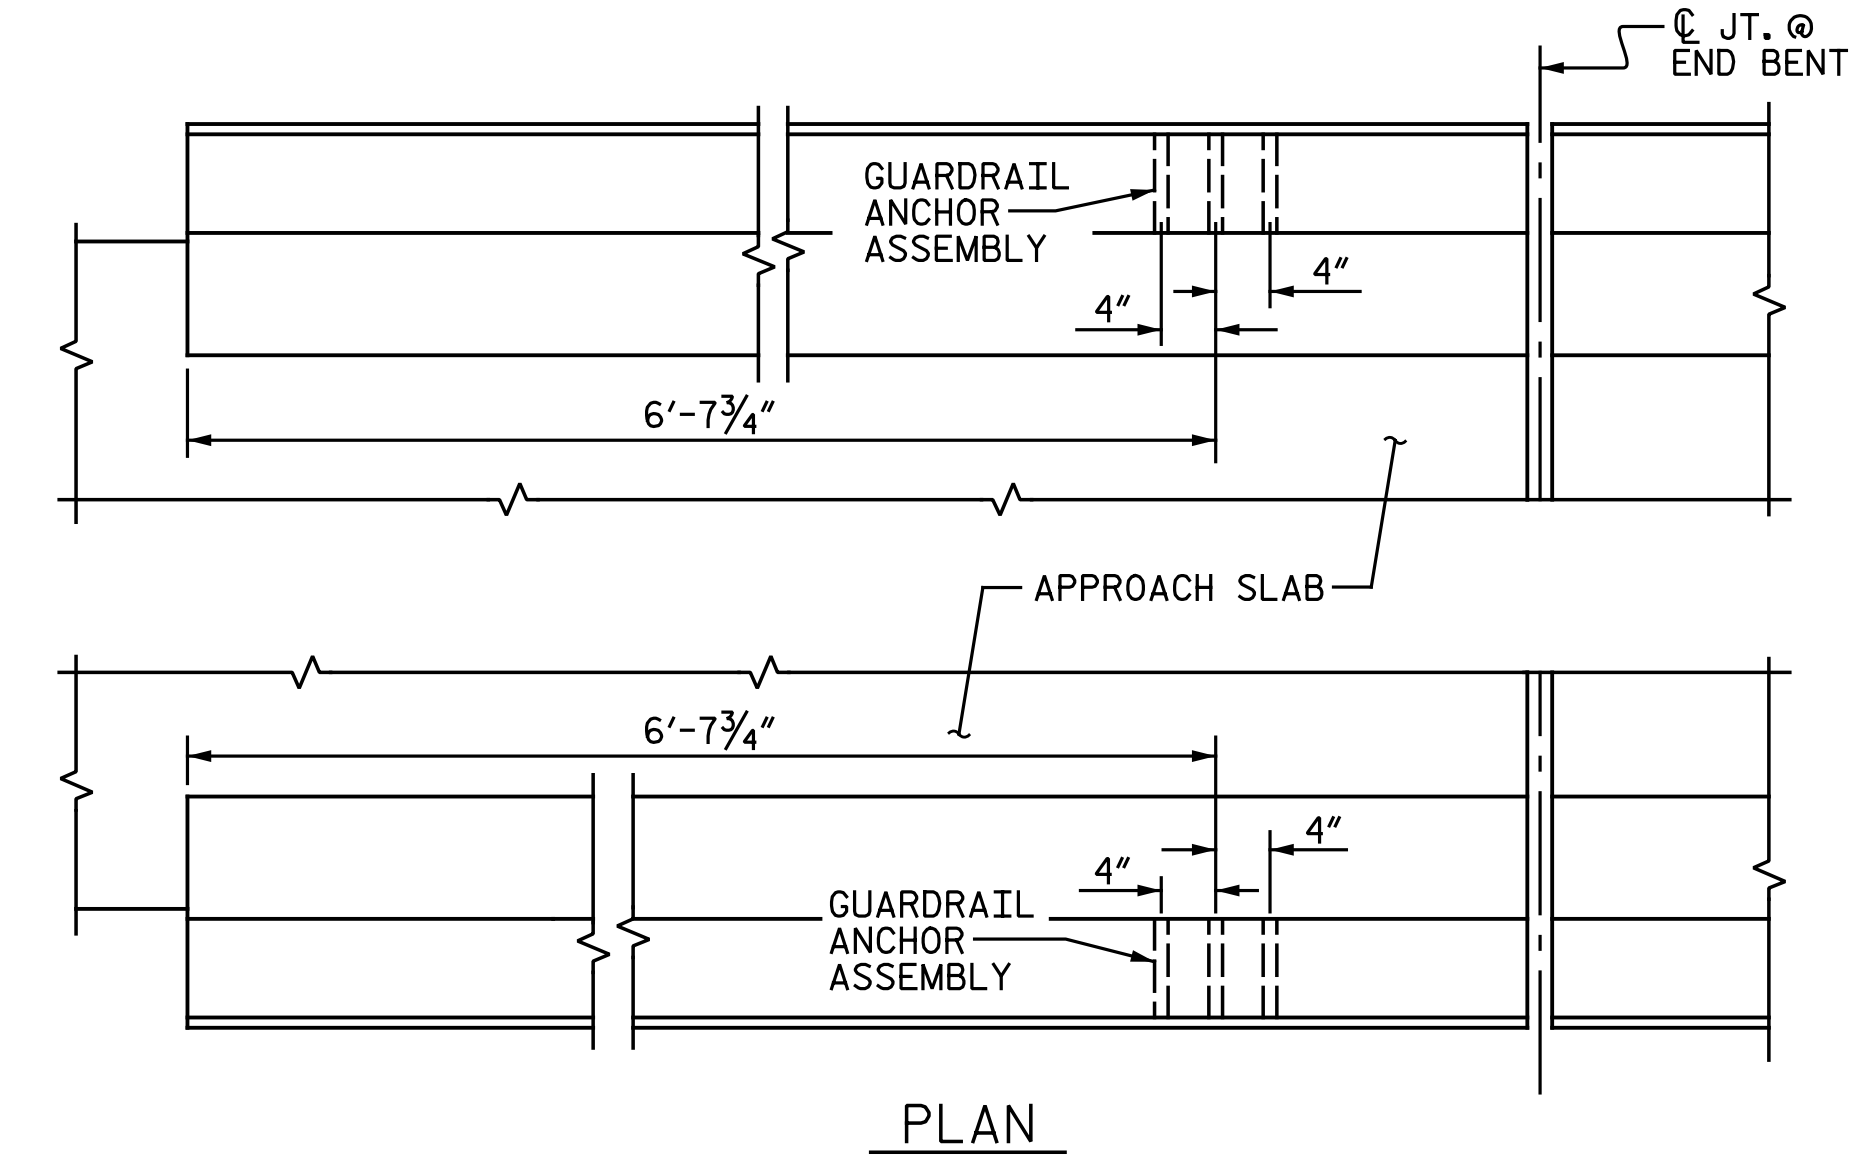 ℄ JT. @
END BENT
GUARDRAIL
ANCHOR
ASSEMBLY
4"
4"
6'-7¾"
APPROACH SLAB
6'-7¾"
4"
4"
GUARDRAIL
ANCHOR
ASSEMBLY
PLAN